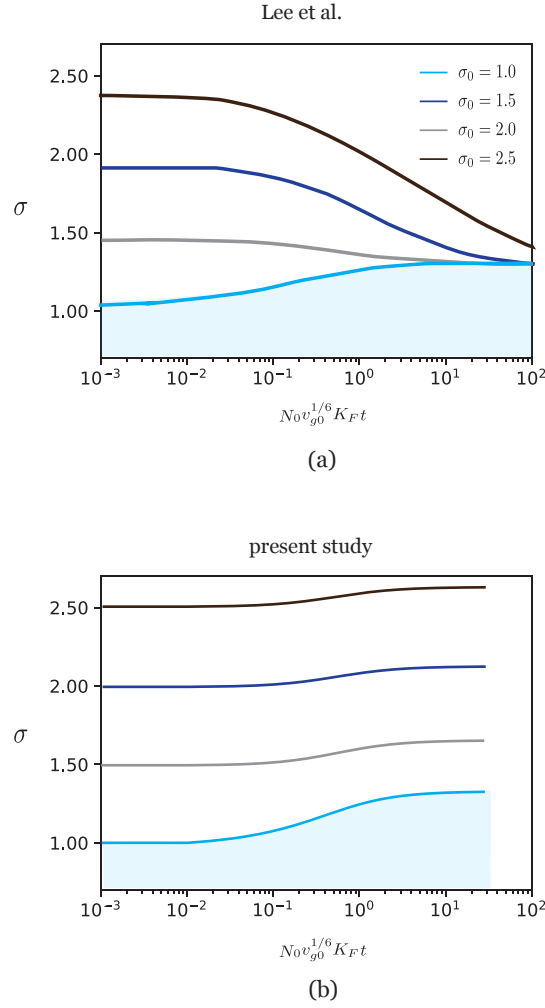 Lee et al.
σ
2.50
2.00
1.50
1.00
σ₀ = 1.0
σ₀ = 1.5
σ₀ = 2.0
σ₀ = 2.5
10⁻³ 10⁻² 10⁻¹ 10⁰ 10¹ 10²
N₀v_{g0}^{1/6}K_F t
(a)
present study
σ
2.50
2.00
1.50
1.00
10⁻³ 10⁻² 10⁻¹ 10⁰ 10¹ 10²
N₀v_{g0}^{1/6}K_F t
(b)